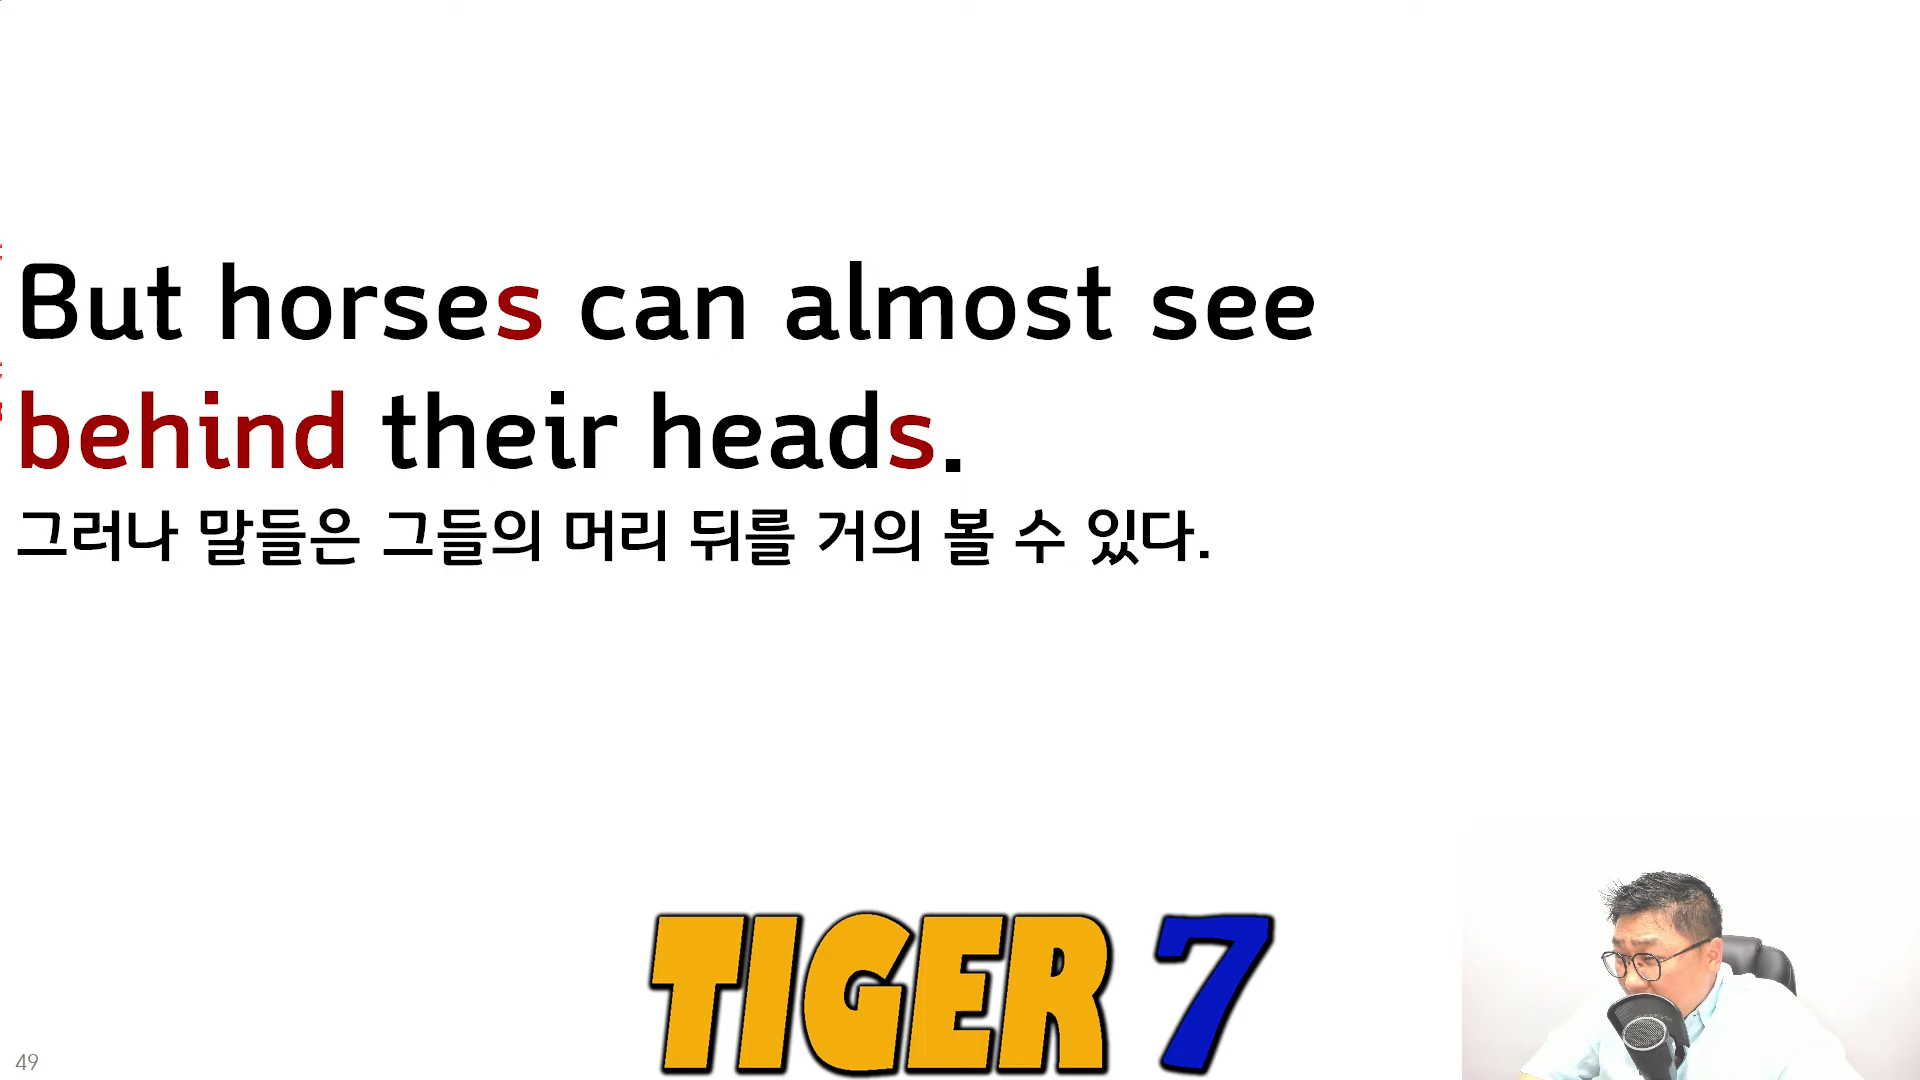 But horses can almost see
behind their heads.
그러나 말들은 그들의 머리 뒤를 거의 볼 수 있다.
TIGER 7
49